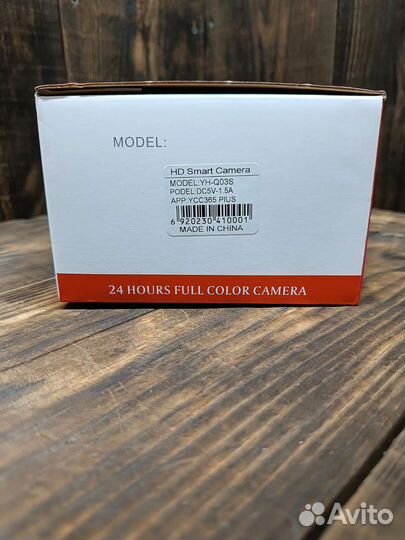 MODEL:
HD Smart Camera
MODEL:YH-Q03S
PODEL:DC5V-1.5A
APP:YCC365 PIUS
6 920230 410001
MADE IN CHINA
24 HOURS FULL COLOR CAMERA
Avito